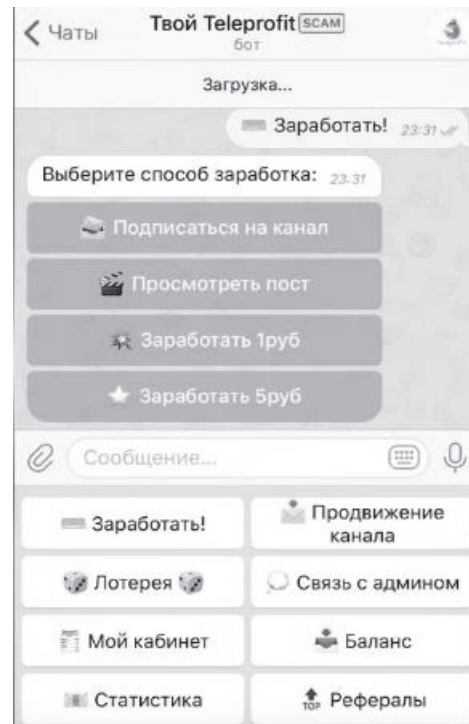 Чаты
Твой Teleprofit SCAM
бот
Загрузка...
Заработать! 23:31
Выберите способ заработка: 23:31
Подписаться на канал
Просмотреть пост
Заработать 1руб
Заработать 5руб
Сообщение...
Заработать!
Продвижение
канала
Лотерея
Связь с админом
Мой кабинет
Баланс
Статистика
TOP Рефералы